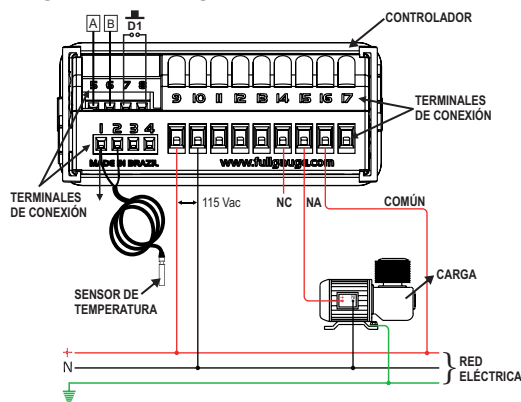 A B
D1
CONTROLADOR
5 6 7 8
9 10 11 12 13 14 15 16 17
TERMINALES
DE CONEXIÓN
1 2 3 4
MADE IN BRAZIL
www.fullgauge.com
TERMINALES
DE CONEXIÓN
115 Vac
NC
NA
COMÚN
CARGA
SENSOR DE
TEMPERATURA
+
N
RED
ELÉCTRICA